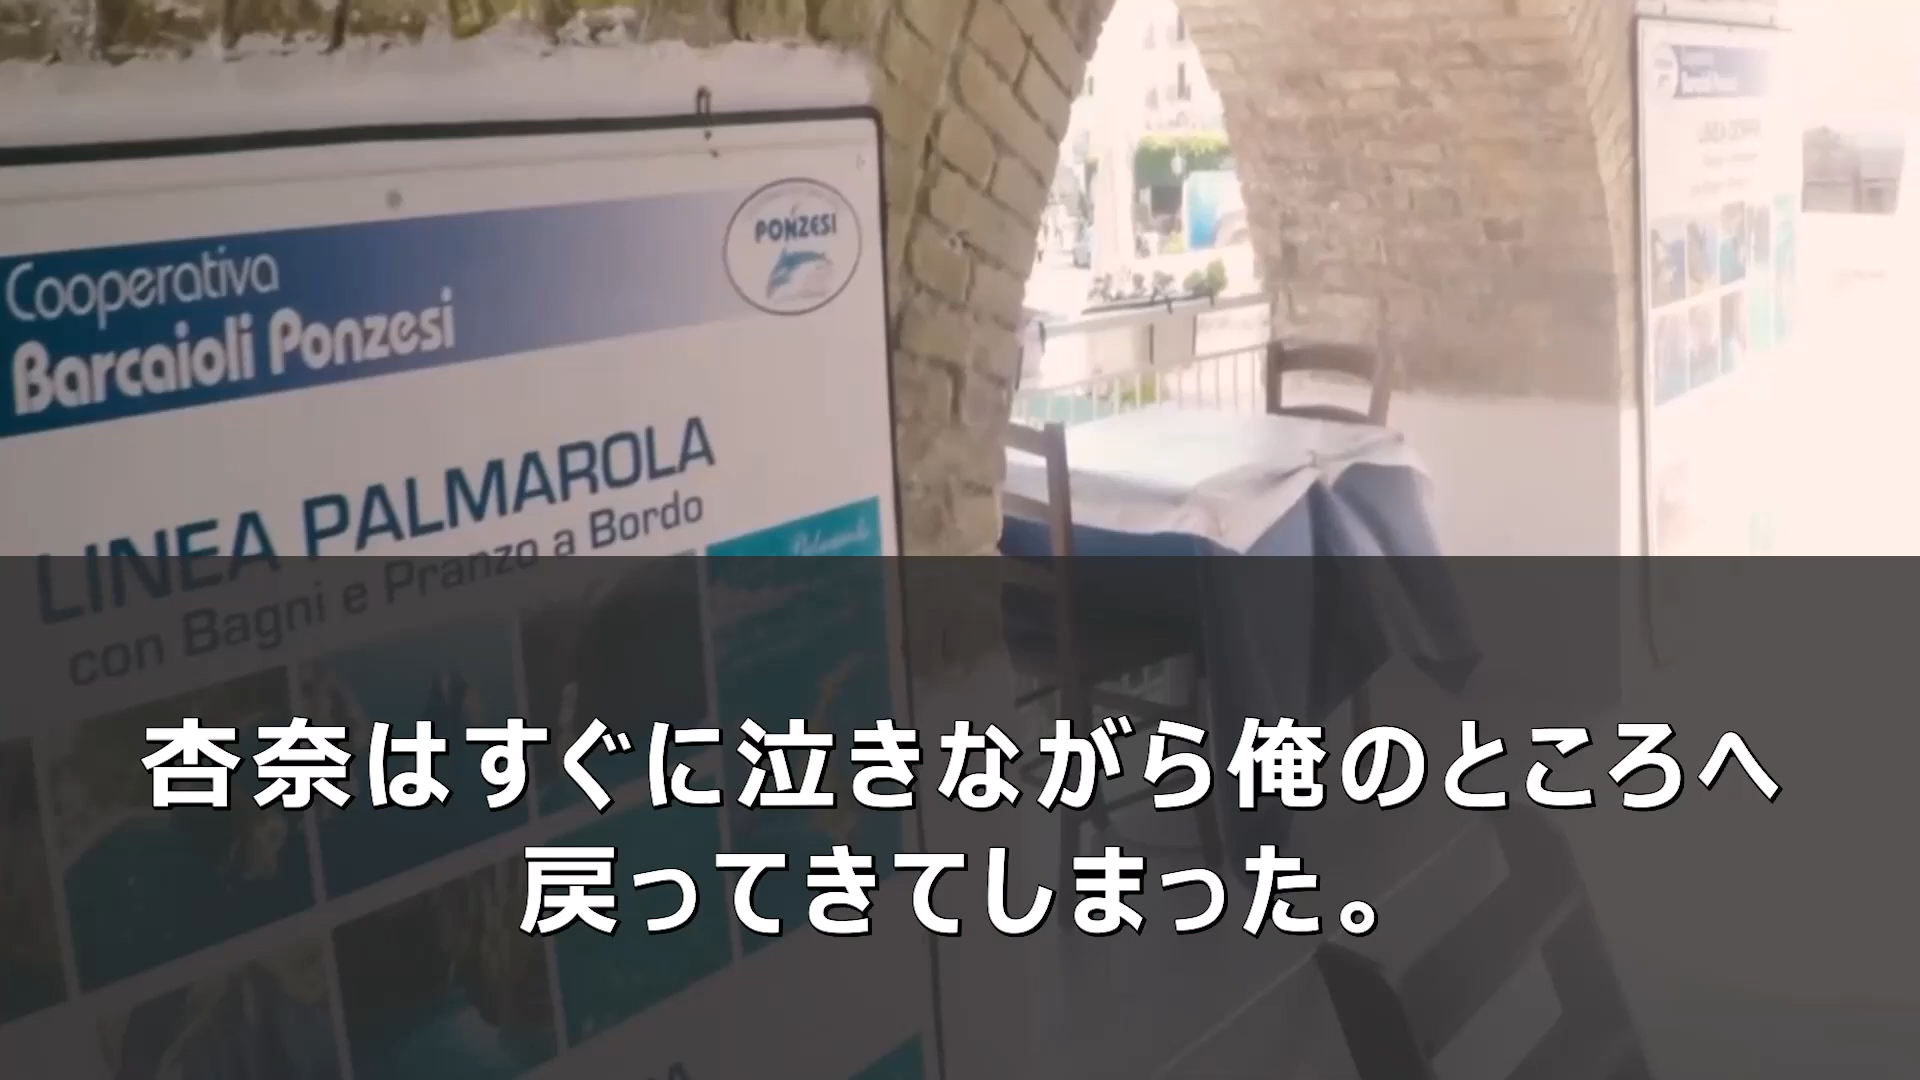 Cooperativa
Barcaioli Ponzesi
PONZESI
LINEA PALMAROLA
con Bagni e Pranzo a Bordo
杏奈はすぐに泣きながら俺のところへ
戻ってきてしまった。